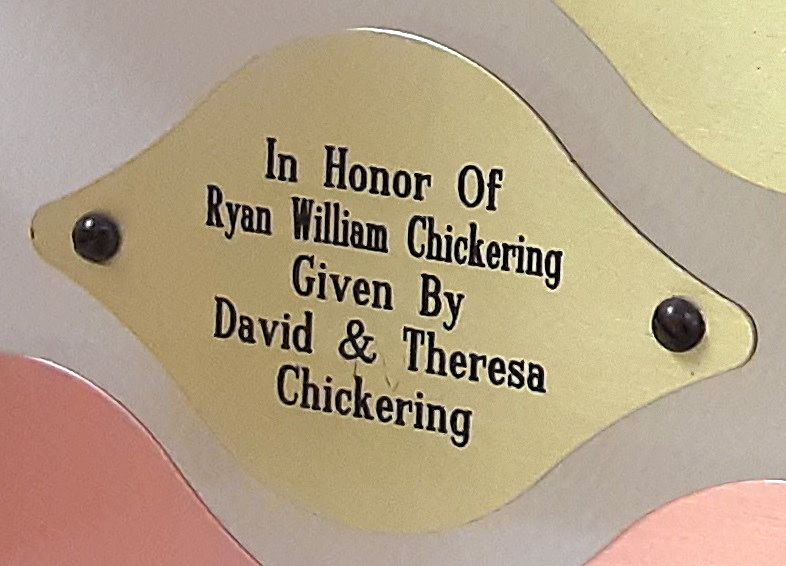 In Honor Of
Ryan William Chickering
Given By
David & Theresa
Chickering